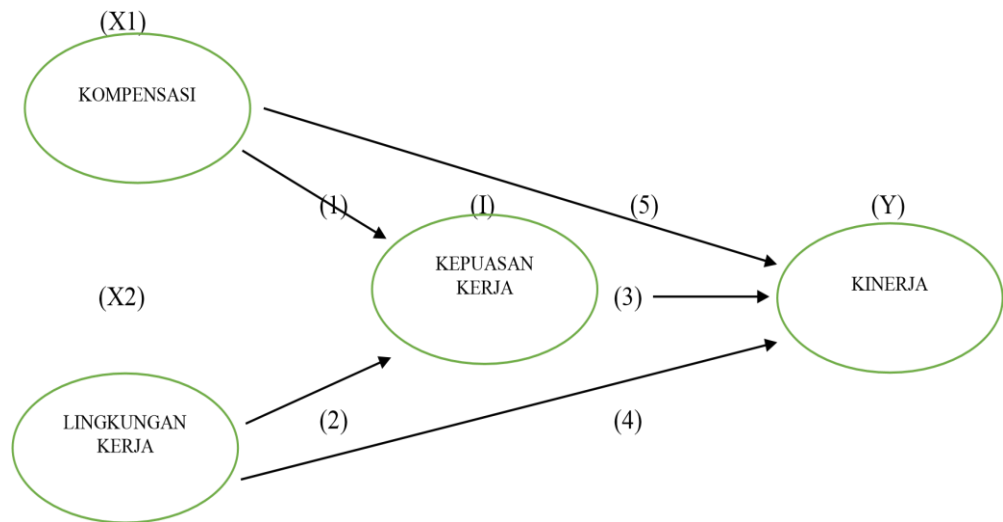 (X1)
KOMPENSASI
(1)
(I)
(5)
(Y)
KEPUASAN
KERJA
(X2)
(3)
KINERJA
LINGKUNGAN
KERJA
(2)
(4)